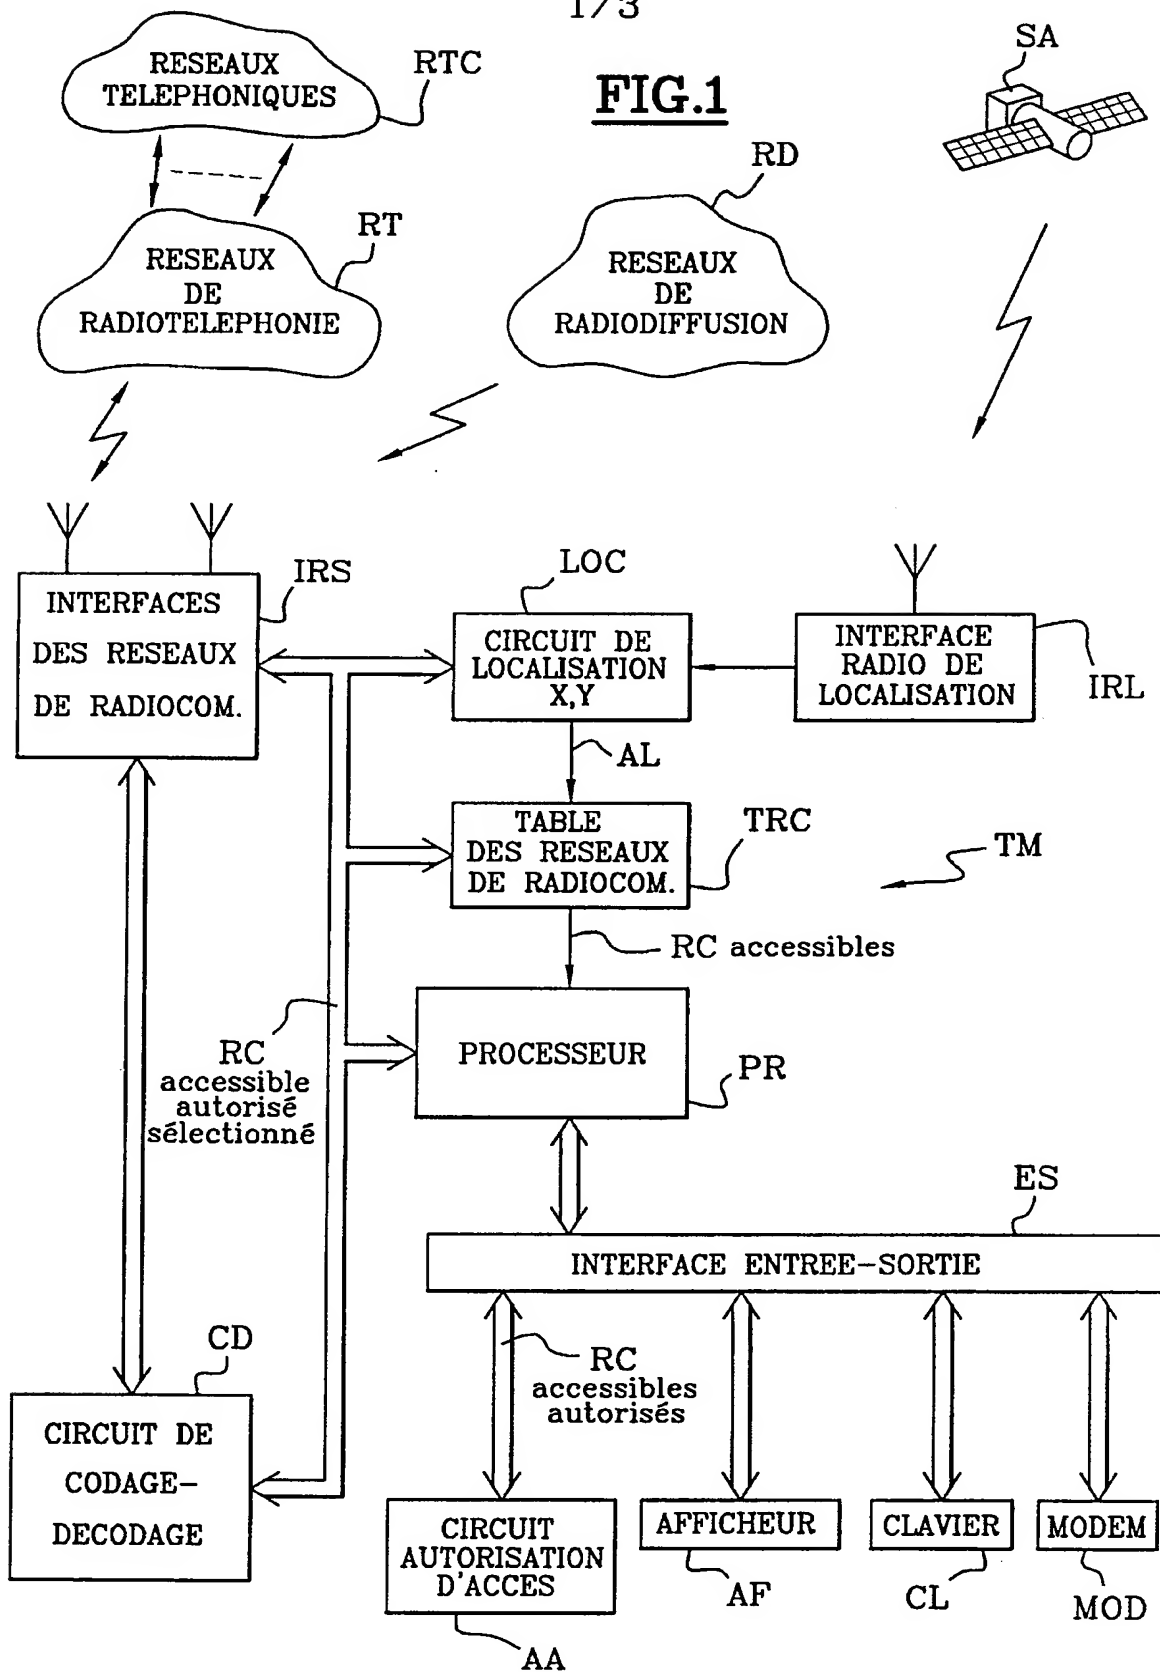 1/3
RESEAUX
TELEPHONIQUES
RTC
FIG.1
SA
RD
RT
RESEAUX
DE
RADIOTELEPHONIE
RESEAUX
DE
RADIODIFFUSION
IRS
INTERFACES
DES RESEAUX
DE RADIOCOM.
LOC
CIRCUIT DE
LOCALISATION
X,Y
INTERFACE
RADIO DE
LOCALISATION
IRL
AL
TABLE
DES RESEAUX
DE RADIOCOM.
TRC
TM
RC accessibles
RC
accessible
autorisé
sélectionné
PROCESSEUR
PR
ES
INTERFACE ENTREE-SORTIE
CD
CIRCUIT DE
CODAGE-
DECODAGE
RC
accessibles
autorisés
CIRCUIT
AUTORISATION
D'ACCES
AA
AFFICHEUR
AF
CLAVIER
CL
MODEM
MOD